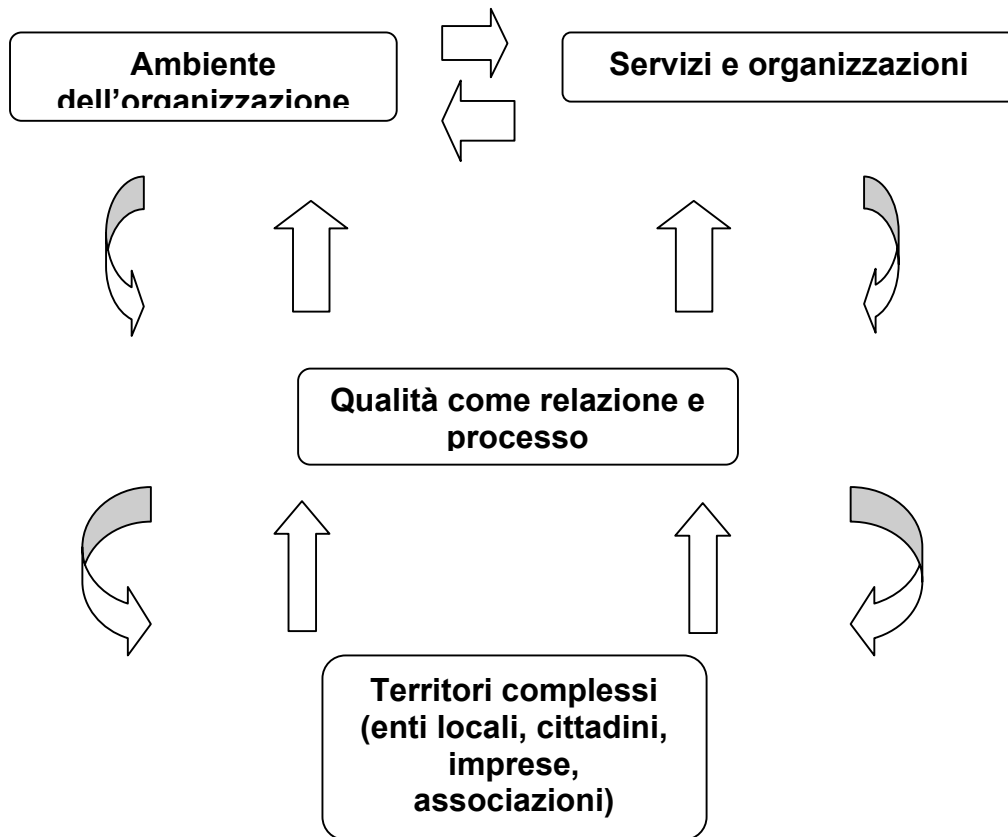 Ambiente
dell'organizzazione
Servizi e organizzazioni
Qualità come relazione e
processo
Territori complessi
(enti locali, cittadini,
imprese,
associazioni)